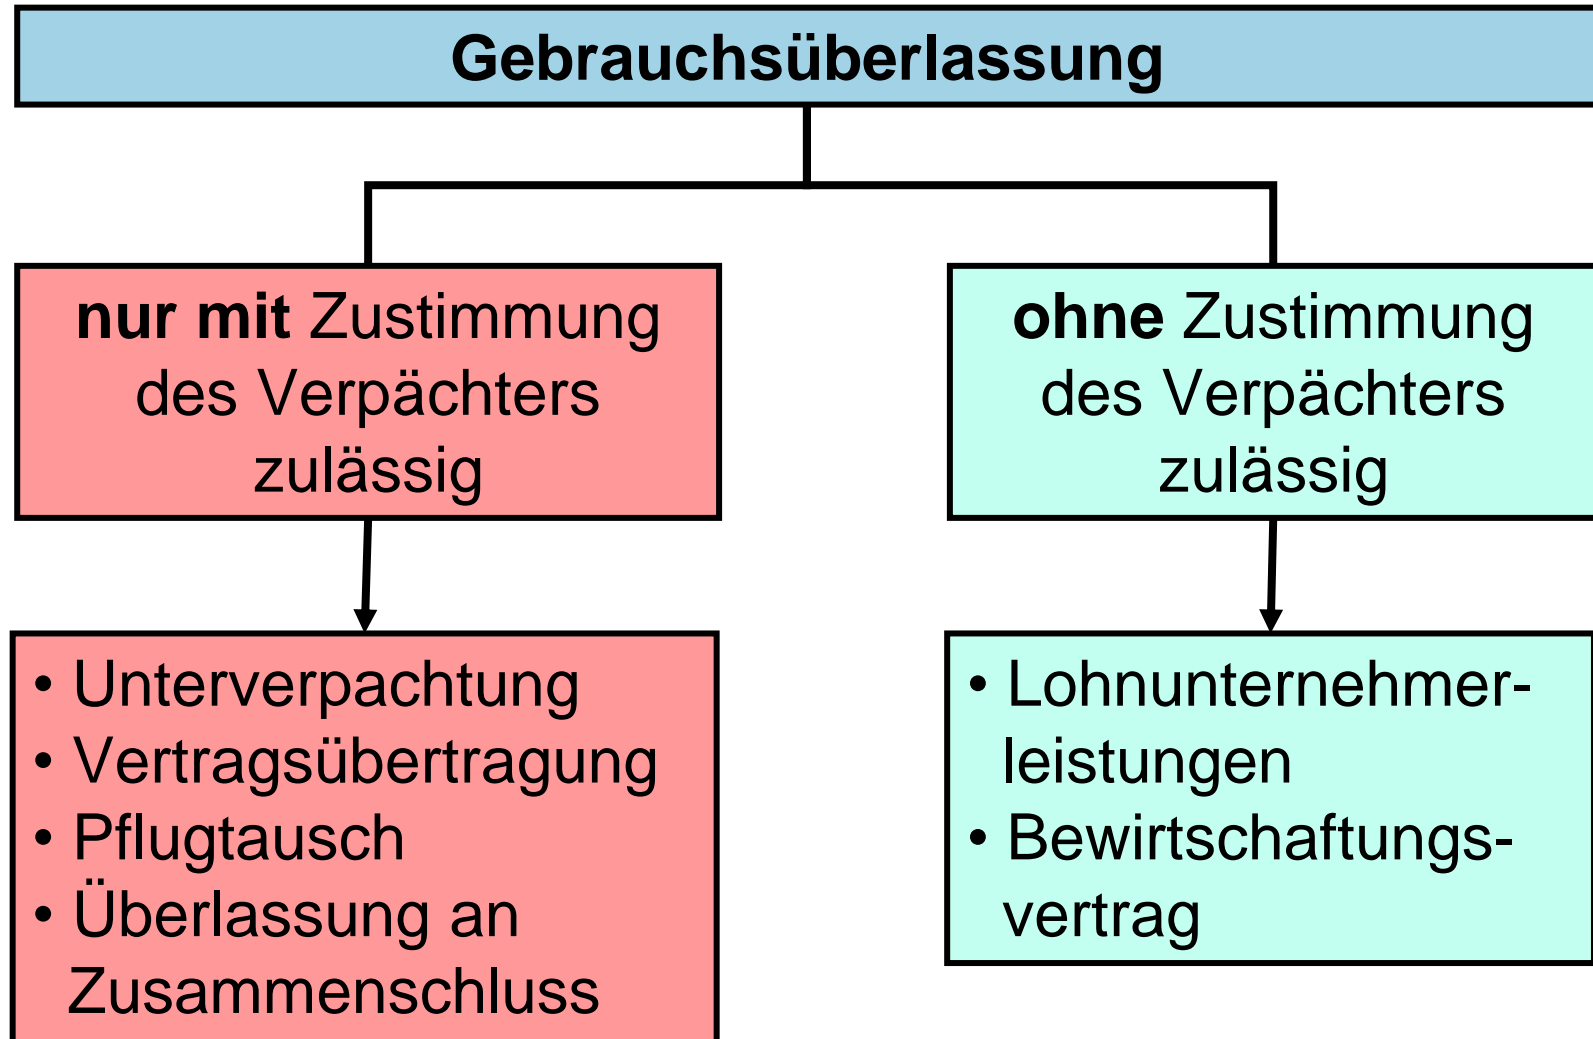 Gebrauchsüberlassung
nur mit Zustimmung
des Verpächters
zulässig
ohne Zustimmung
des Verpächters
zulässig
• Unterverpachtung
• Vertragsübertragung
• Pflugtausch
• Überlassung an
Zusammenschluss
• Lohnunternehmer-
leistungen
• Bewirtschaftungs-
vertrag